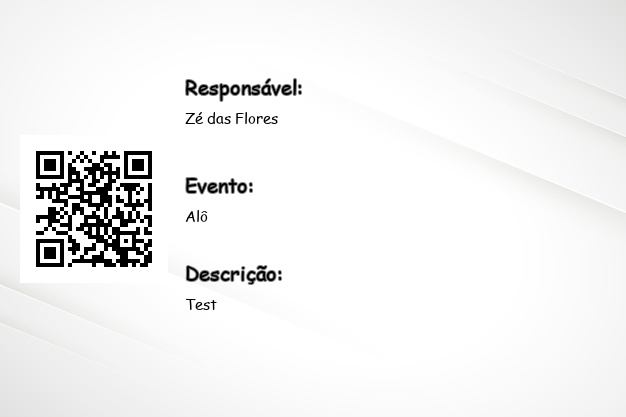 Responsável:
Zé das Flores
Evento:
Alô
Descrição:
Test